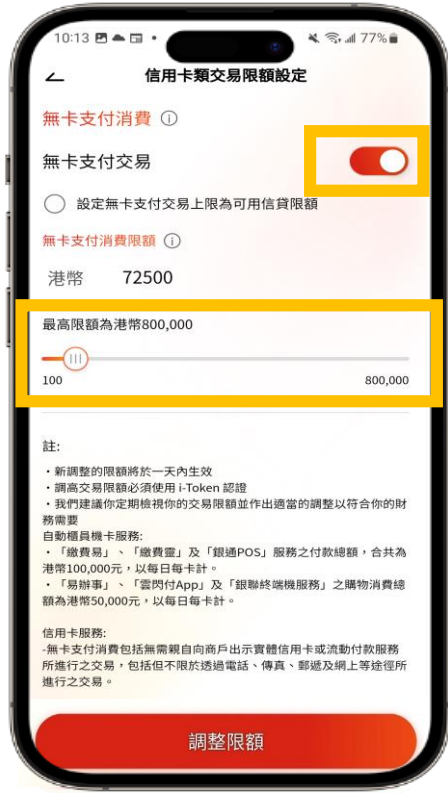 10:13
77%
信用卡類交易限額設定
無卡支付消費
無卡支付交易
設定無卡支付交易上限為可用信貸限額
無卡支付消費限額
港幣 72500
最高限額為港幣800,000
100 800,000
註:
・新調整的限額將於一天內生效
・調高交易限額必須使用 i-Token 認證
・我們建議你定期檢視你的交易限額並作出適當的調整以符合你的財
務需要
自動櫃員機卡服務:
・「繳費易」、「繳費靈」及「銀通POS」服務之付款總額，合共為
港幣100,000元，以每日每卡計。
・「易辦事」、「雲閃付App」及「銀聯終端機服務」之購物消費總
額為港幣50,000元，以每日每卡計。
信用卡服務:
-無卡支付消費包括無需親自向商戶出示實體信用卡或流動付款服務
所進行之交易，包括但不限於透過電話、傳真、郵遞及網上等途徑所
進行之交易。
調整限額